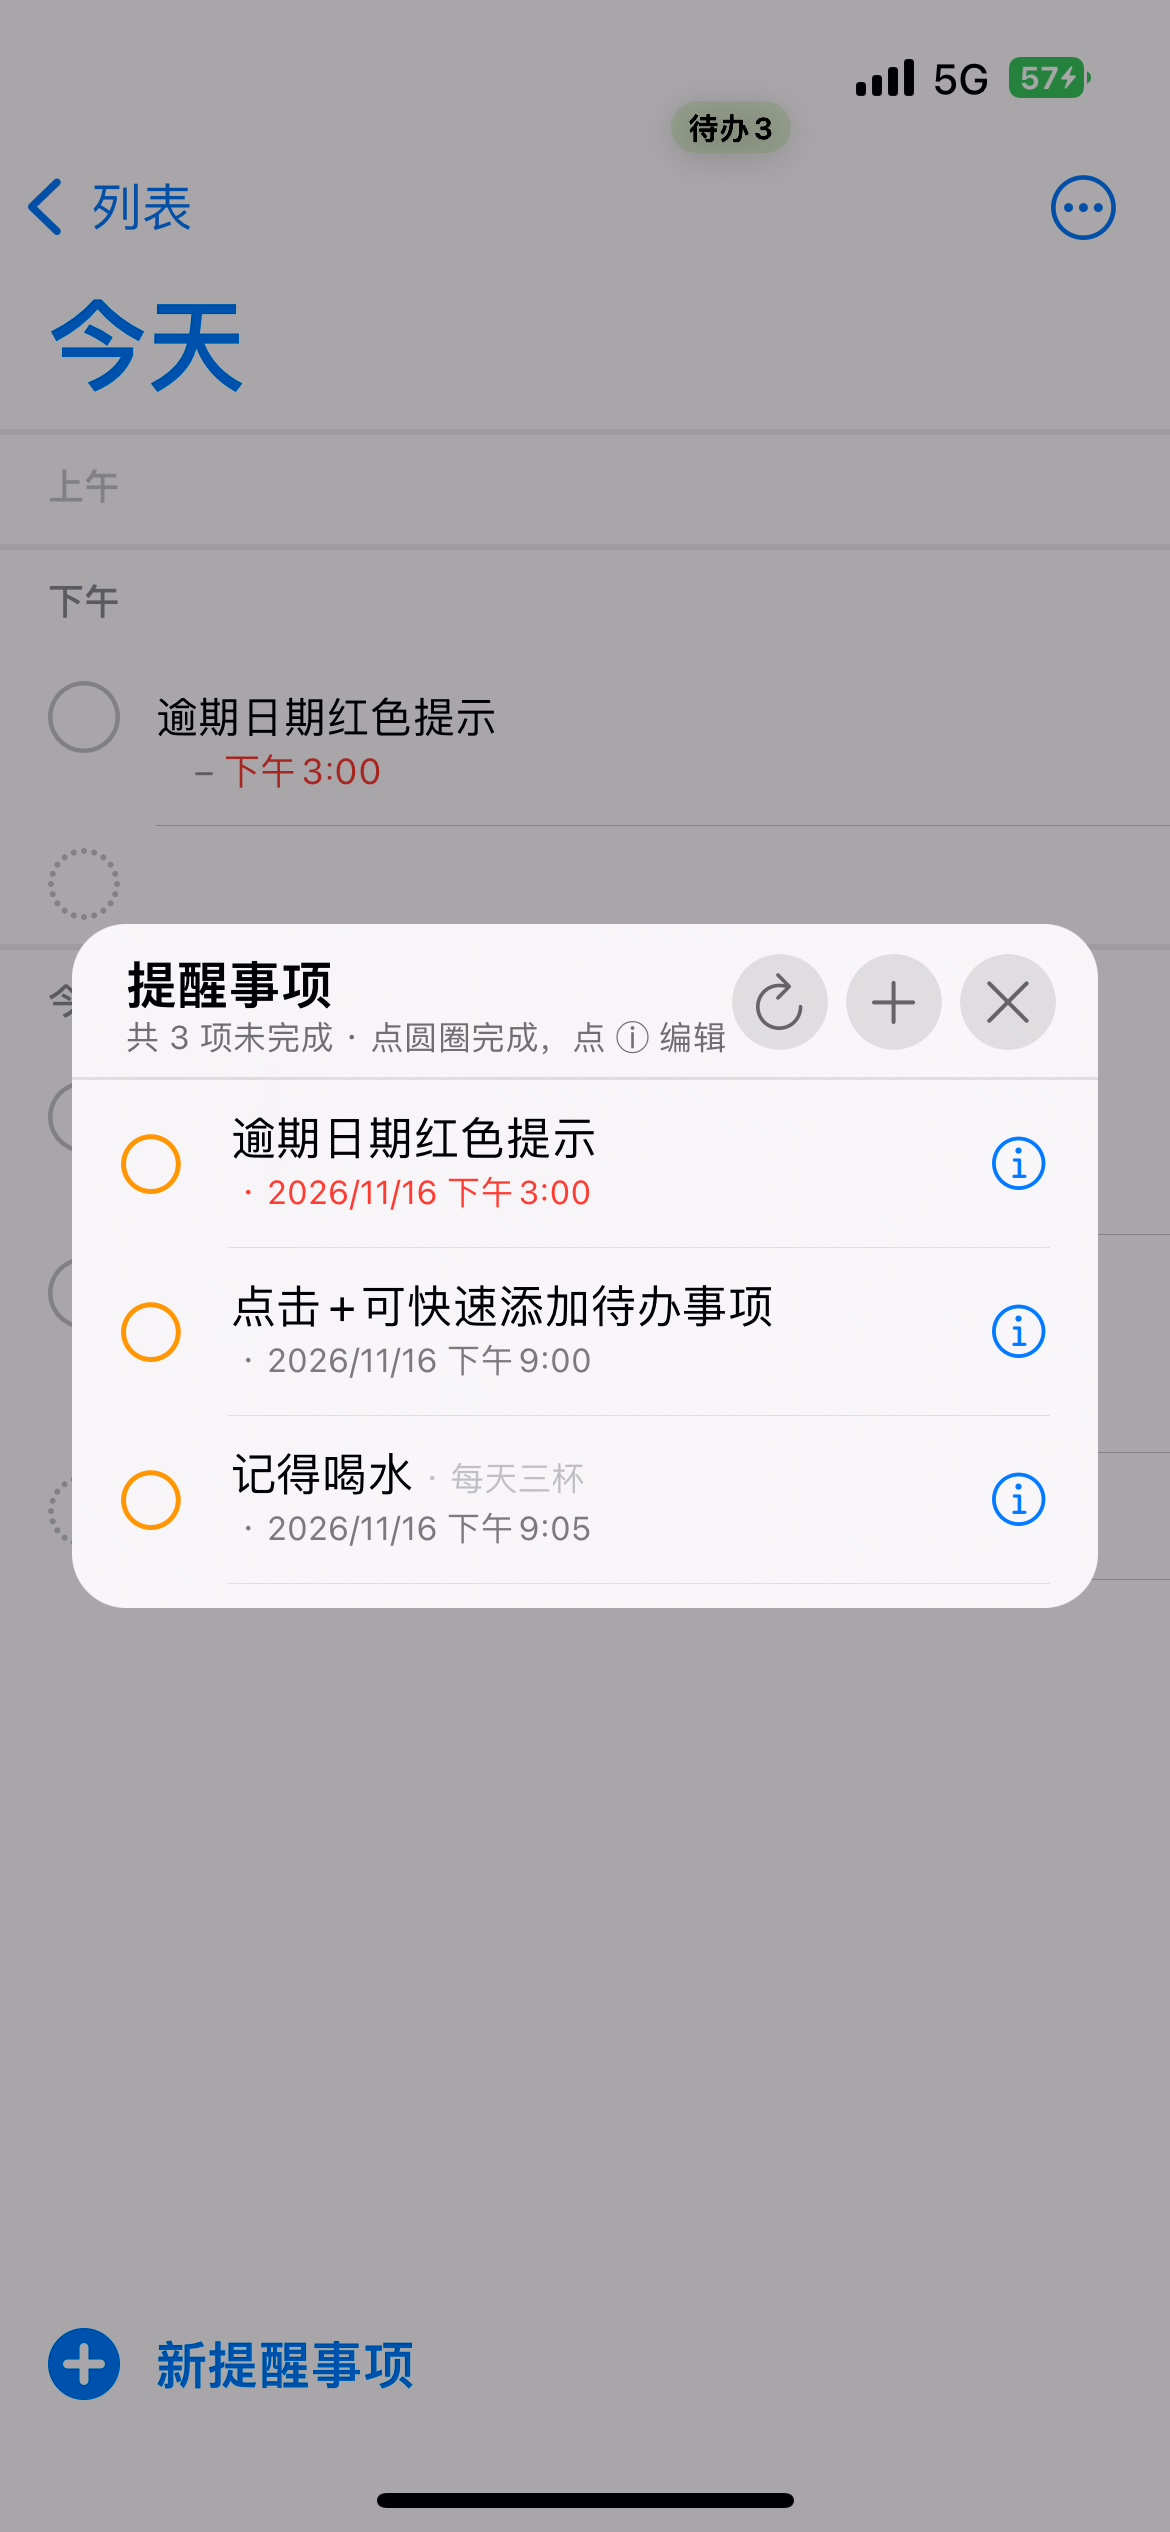 5G 57
待办 3
列表
今天
上午
下午
逾期日期红色提示
– 下午 3:00
今
提醒事项
共 3 项未完成 · 点圆圈完成，点 ⓘ 编辑
逾期日期红色提示
· 2026/11/16 下午 3:00
点击+可快速添加待办事项
· 2026/11/16 下午 9:00
记得喝水 · 每天三杯
· 2026/11/16 下午 9:05
新提醒事项